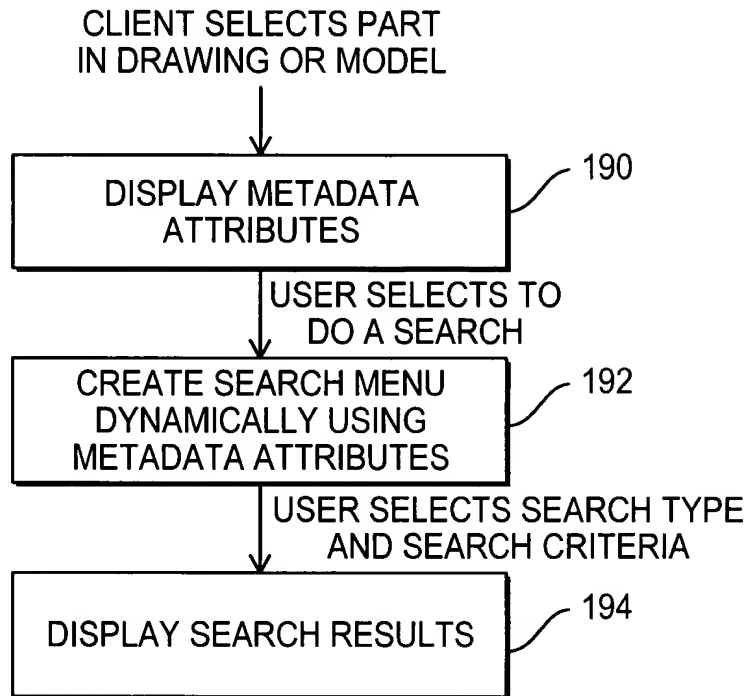 CLIENT SELECTS PART
IN DRAWING OR MODEL
190
DISPLAY METADATA
ATTRIBUTES
USER SELECTS TO
DO A SEARCH
192
CREATE SEARCH MENU
DYNAMICALLY USING
METADATA ATTRIBUTES
USER SELECTS SEARCH TYPE
AND SEARCH CRITERIA
194
DISPLAY SEARCH RESULTS